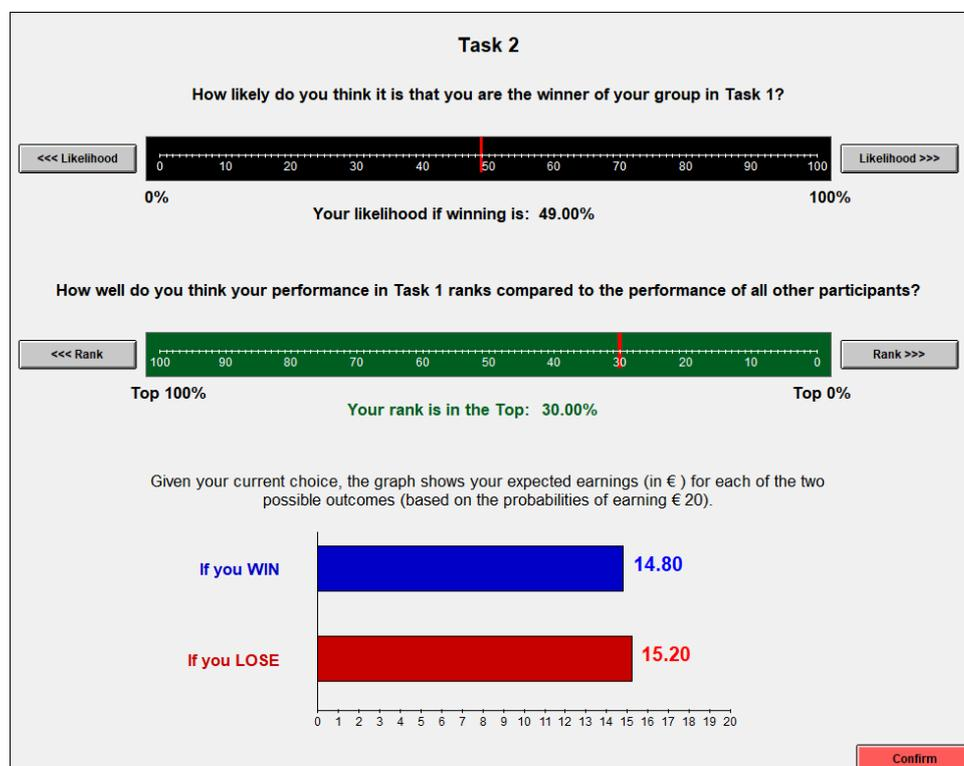 Task 2
How likely do you think it is that you are the winner of your group in Task 1?
<<< Likelihood
0 10 20 30 40 50 60 70 80 90 100
Likelihood >>>
0%
100%
Your likelihood if winning is: 49.00%
How well do you think your performance in Task 1 ranks compared to the performance of all other participants?
<<< Rank
100 90 80 70 60 50 40 30 20 10 0
Rank >>>
Top 100%
Top 0%
Your rank is in the Top: 30.00%
Given your current choice, the graph shows your expected earnings (in € ) for each of the two
possible outcomes (based on the probabilities of earning € 20).
If you WIN
14.80
If you LOSE
15.20
0 1 2 3 4 5 6 7 8 9 10 11 12 13 14 15 16 17 18 19 20
Confirm